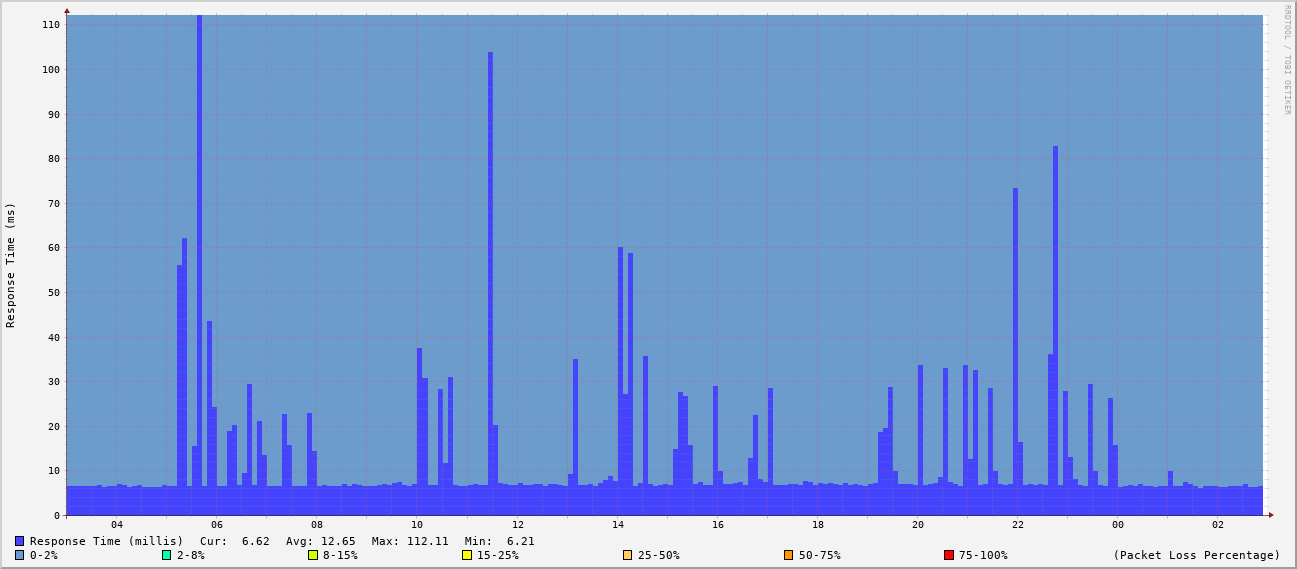 RRDTOOL / TOBI OETIKER
Response Time (ms)
110
100
90
80
70
60
50
40
30
20
10
0
04 06 08 10 12 14 16 18 20 22 00 02
Response Time (millis) Cur: 6.62 Avg: 12.65 Max: 112.11 Min: 6.21
0-2% 2-8% 8-15% 15-25% 25-50% 50-75% 75-100% (Packet Loss Percentage)